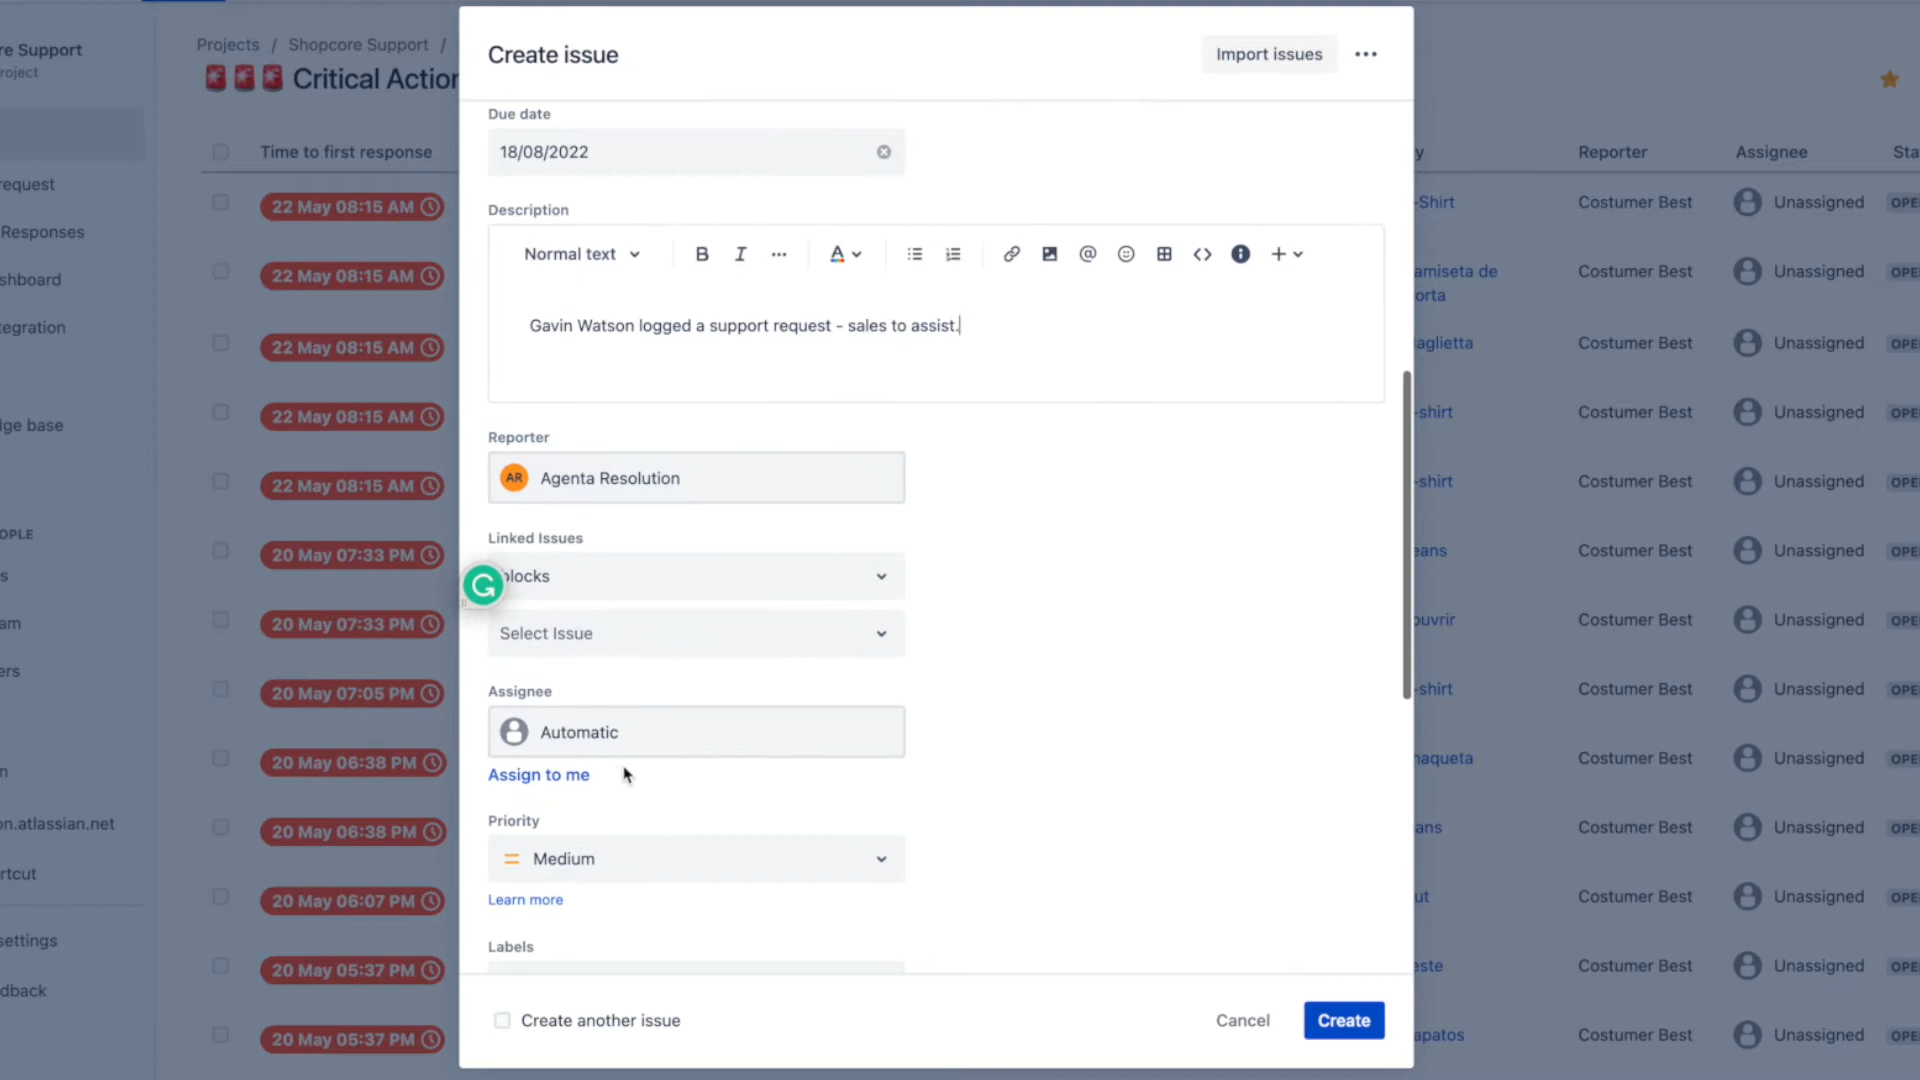 re Support
roject
Projects / Shopcore Support /
Critical Action
Time to first response
y
Reporter
Assignee
Sta
request
Responses
shboard
tegration
dge base
OPLE
s
am
ers
n
on.atlassian.net
rtcut
settings
dback
22 May 08:15 AM
22 May 08:15 AM
22 May 08:15 AM
22 May 08:15 AM
22 May 08:15 AM
20 May 07:33 PM
20 May 07:33 PM
20 May 07:05 PM
20 May 06:38 PM
20 May 06:38 PM
20 May 06:07 PM
20 May 05:37 PM
20 May 05:37 PM
Create issue
Import issues
Due date
18/08/2022
Description
Normal text
B I A @ + 
Gavin Watson logged a support request - sales to assist.
Reporter
AR Agenta Resolution
Linked Issues
blocks
Select Issue
Assignee
Automatic
Assign to me
Priority
Medium
Learn more
Labels
Create another issue
Cancel
Create
-Shirt Costumer Best Unassigned OPE
amiseta de Costumer Best Unassigned OPE
orta
aglietta Costumer Best Unassigned OPE
-shirt Costumer Best Unassigned OPE
-shirt Costumer Best Unassigned OPE
eans Costumer Best Unassigned OPE
ouvrir Costumer Best Unassigned OPE
-shirt Costumer Best Unassigned OPE
haqueta Costumer Best Unassigned OPE
ans Costumer Best Unassigned OPE
ut Costumer Best Unassigned OPE
este Costumer Best Unassigned OPE
apatos Costumer Best Unassigned OPE